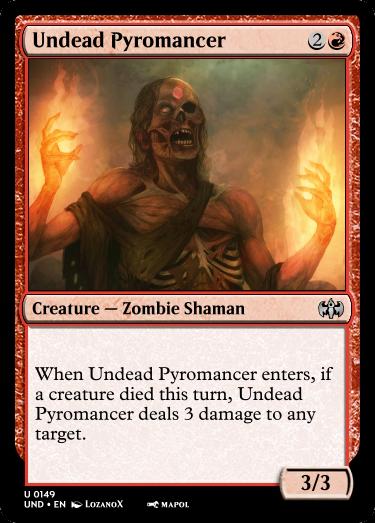 Undead Pyromancer 2
Creature — Zombie Shaman
When Undead Pyromancer enters, if
a creature died this turn, Undead
Pyromancer deals 3 damage to any
target.
3/3
U 0149
UND • EN LozanoX MAPOL